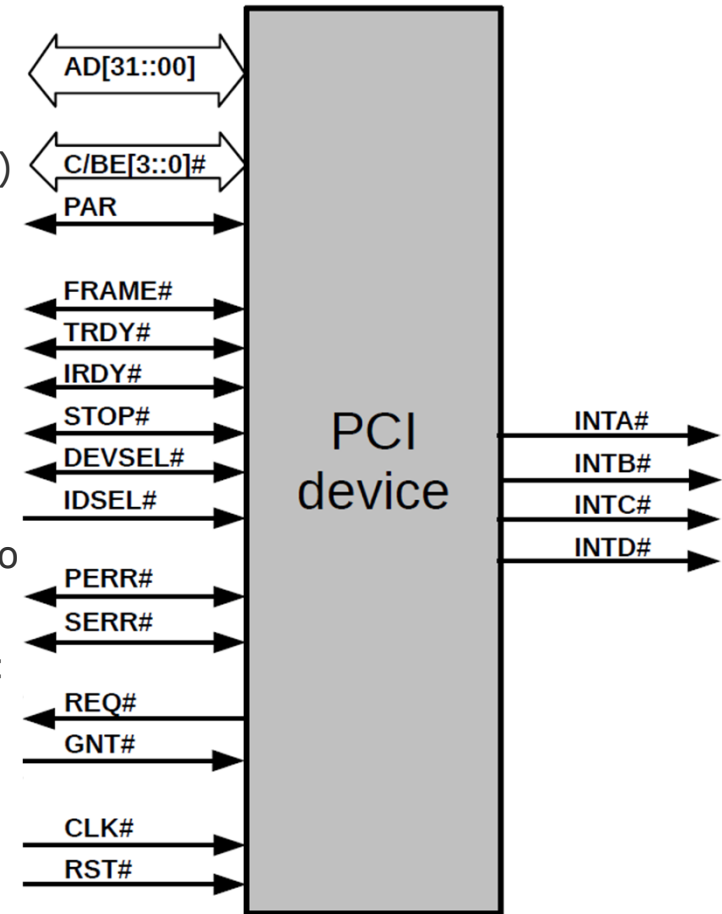 AD[31::00]
)
C/BE[3::0]#
PAR
FRAME#
TRDY#
IRDY#
STOP#
DEVSEL#
IDSEL#
o
PERR#
SERR#
REQ#
GNT#
CLK#
RST#
PCI
device
INTA#
INTB#
INTC#
INTD#